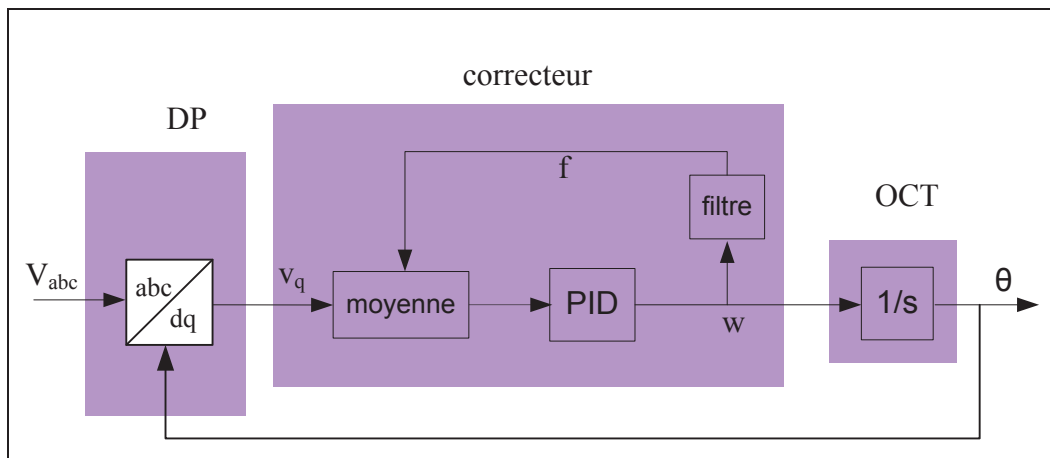 correcteur
DP
f
filtre
OCT
V_abc
abc
dq
v_q
moyenne
PID
w
1/s
θ